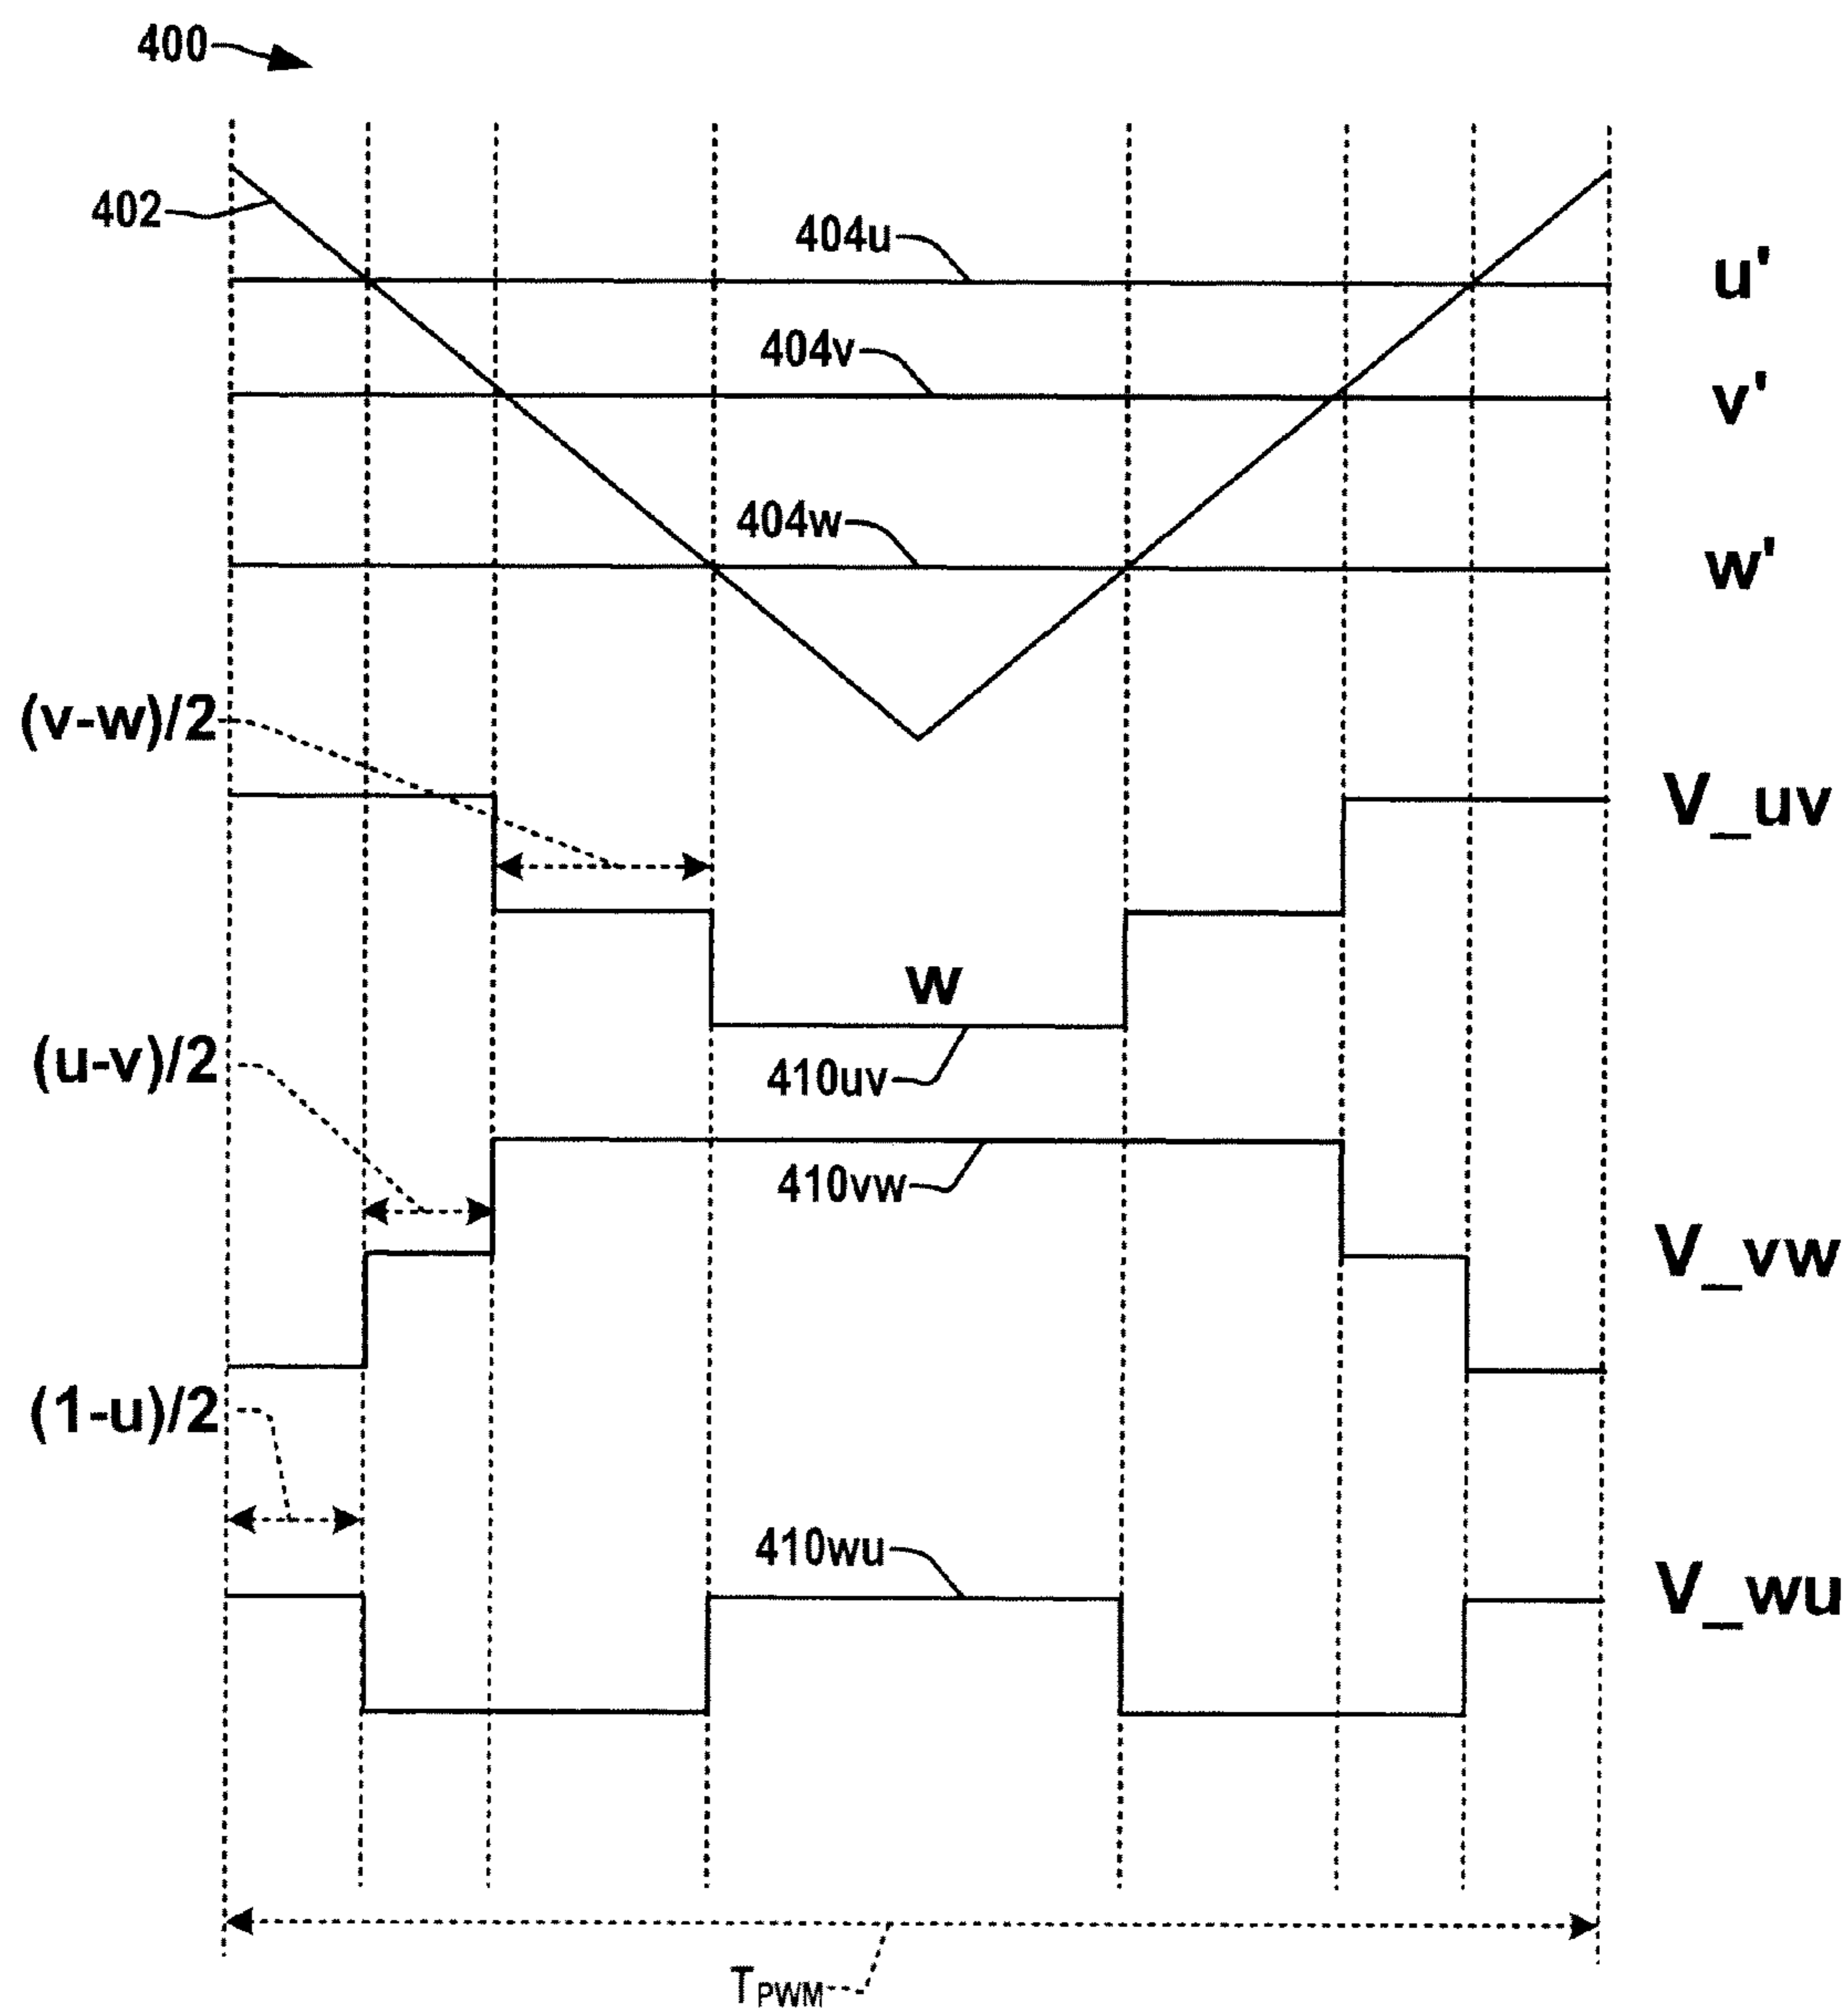 400
402
404u
u'
404v
v'
404w
w'
(v-w)/2
V_uv
w
(u-v)/2
410uv
410vw
V_vw
(1-u)/2
410wu
V_wu
TPWM